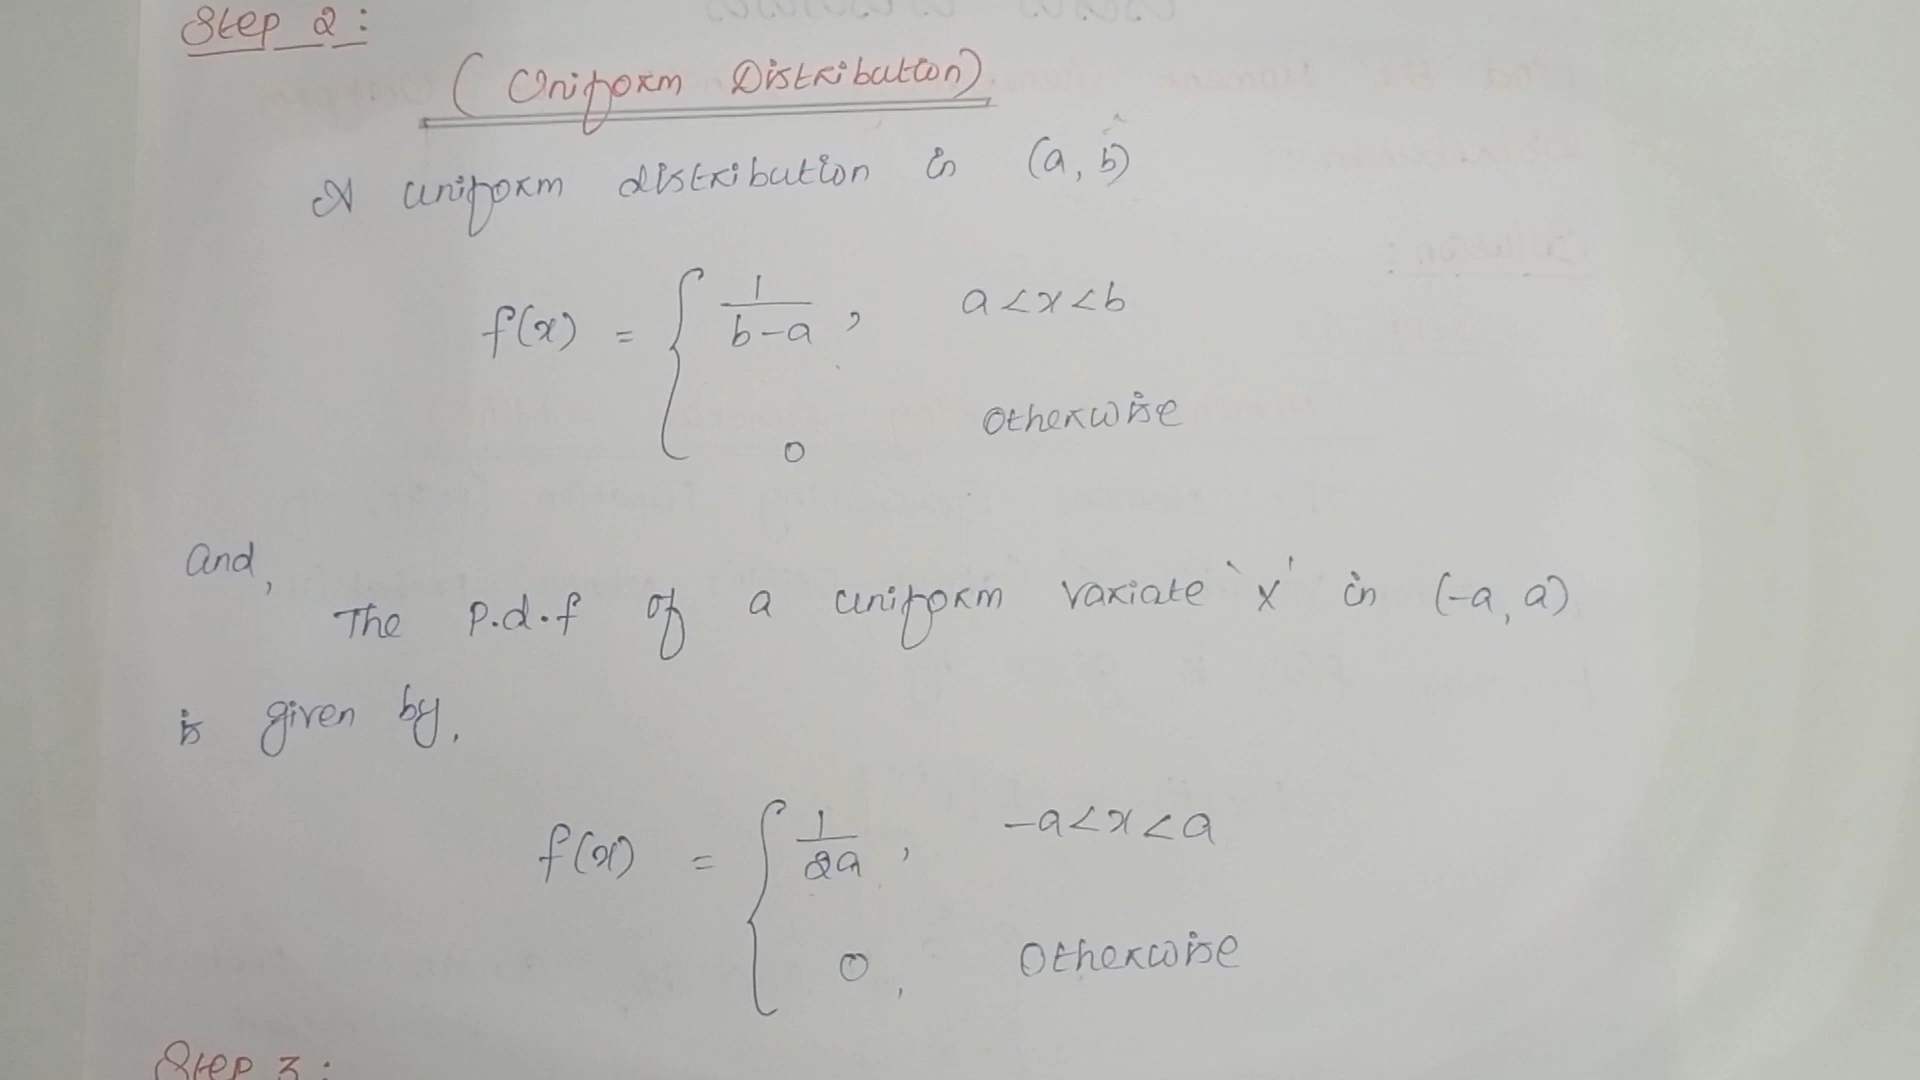 Step 2:
(Uniform Distribution)
A uniform distribution in (a, b)
f(x) = { 1/(b-a) , a<x<b
0 otherwise
and,
The p.d.f of a uniform variate 'x' in (-a, a)
is given by,
f(x) = { 1/2a , -a<x<a
0 , otherwise
Step 3: